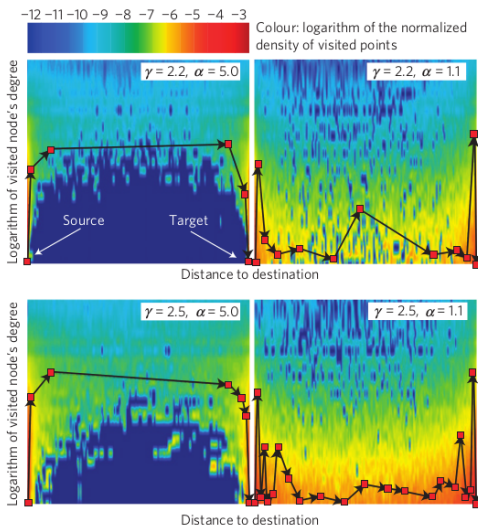 −12 −11 −10 −9 −8 −7 −6 −5 −4 −3
Colour: logarithm of the normalized
density of visited points
γ = 2.2, α = 5.0
γ = 2.2, α = 1.1
Logarithm of visited node's degree
Source
Target
Distance to destination
γ = 2.5, α = 5.0
γ = 2.5, α = 1.1
Logarithm of visited node's degree
Distance to destination